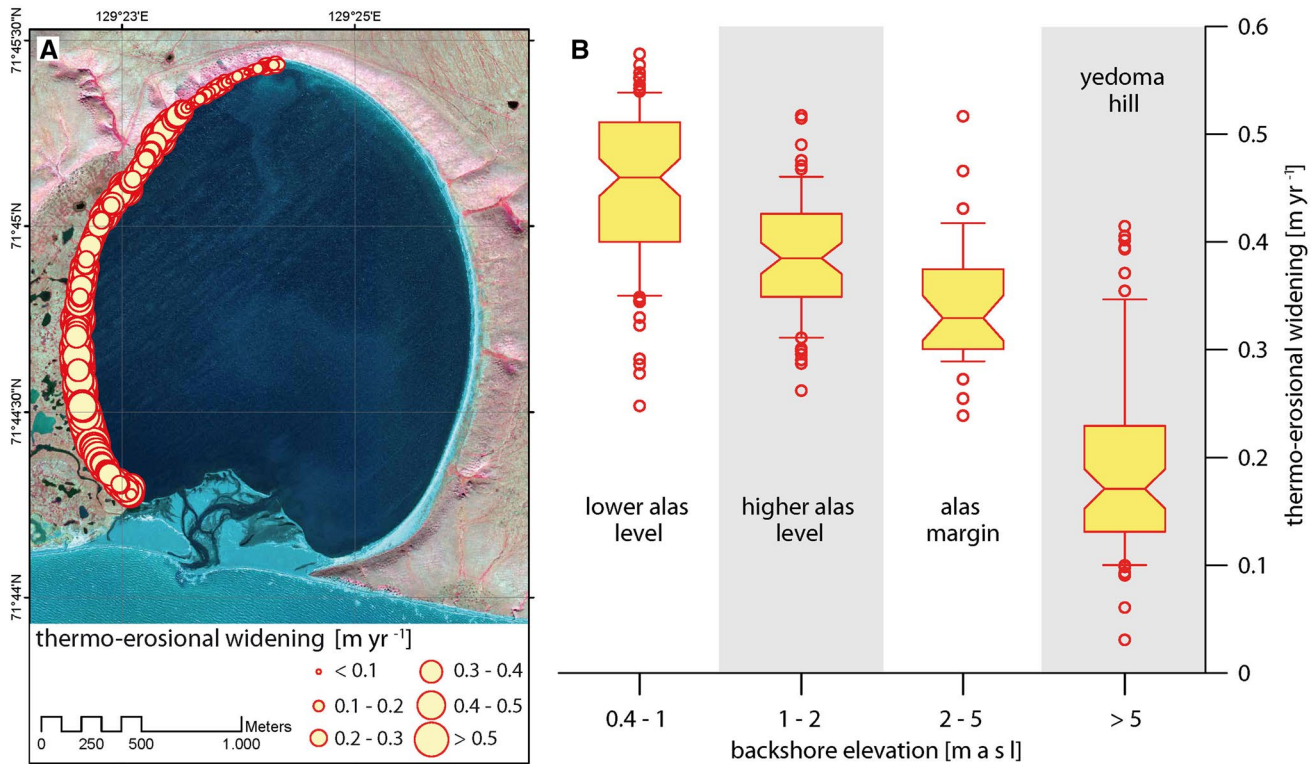 129°23'E 129°25'E
A
71°45'30"N
71°45'N
71°44'30"N
71°44'N
thermo-erosional widening [m yr -1]
< 0.1 0.3 - 0.4
0.1 - 0.2 0.4 - 0.5
0.2 - 0.3 > 0.5
Meters
0 250 500 1.000
B
yedoma
hill
lower alas
level
higher alas
level
alas
margin
0.6
0.5
0.4
0.3
0.2
0.1
0
thermo-erosional widening [m yr -1]
0.4 - 1 1 - 2 2 - 5 > 5
backshore elevation [m a s l]